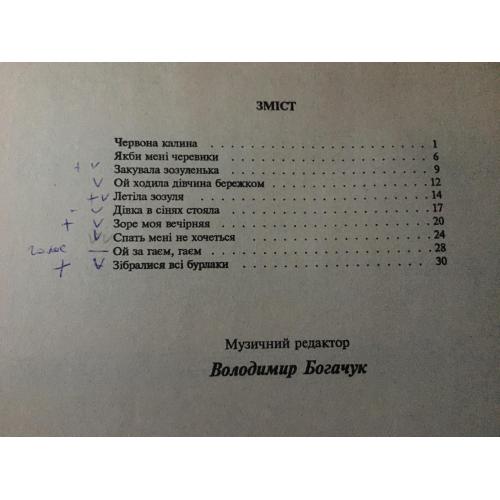 ЗМІСТ
Червона калина . . . . . . . . . . . . . . . . . . . . . . . 1
Якби мені черевики . . . . . . . . . . . . . . . . . . . . 6
+ v Закувала зозуленька . . . . . . . . . . . . . . . . . . . . 9
v Ой ходила дівчина бережком . . . . . . . . . . . . . . . 12
+ v Летіла зозуля . . . . . . . . . . . . . . . . . . . . . . . 14
- v Дівка в сінях стояла . . . . . . . . . . . . . . . . . . . . 17
+ v Зоре моя вечірняя . . . . . . . . . . . . . . . . . . . . . 20
v Спать мені не хочеться . . . . . . . . . . . . . . . . . . 24
голос — Ой за гаєм, гаєм . . . . . . . . . . . . . . . . . . . . . . 28
+ v Зібралися всі бурлаки . . . . . . . . . . . . . . . . . . . 30
Музичний редактор
Володимир Богачук